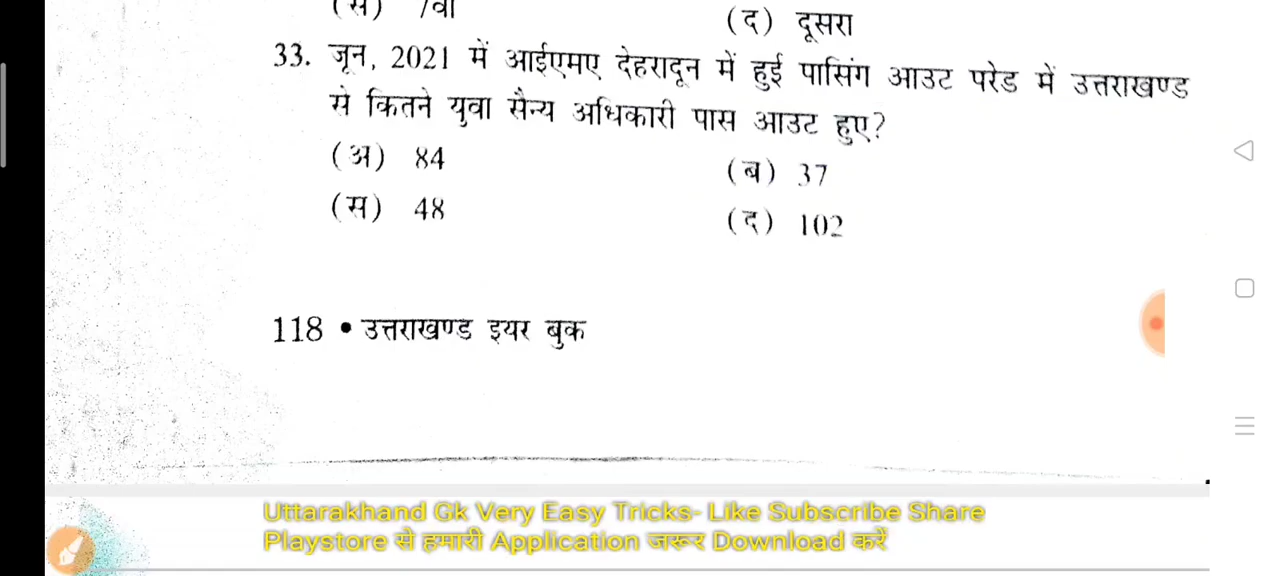 (स) 7वां
(द) दूसरा
33. जून, 2021 में आईएमए देहरादून में हुई पासिंग आउट परेड में उत्तराखण्ड
से कितने युवा सैन्य अधिकारी पास आउट हुए?
(अ) 84
(ब) 37
(स) 48
(द) 102
118 • उत्तराखण्ड इयर बुक
Uttarakhand Gk Very Easy Tricks- Like Subscribe Share
Playstore से हमारी Application जरूर Download करें